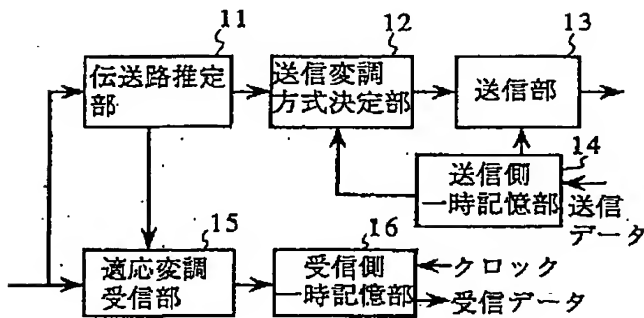 11
伝送路推定
部
12
送信変調
方式決定部
13
送信部
14
送信側
一時記憶部
送信
データ
15
適応変調
受信部
16
受信側
一時記憶部
クロック
受信データ